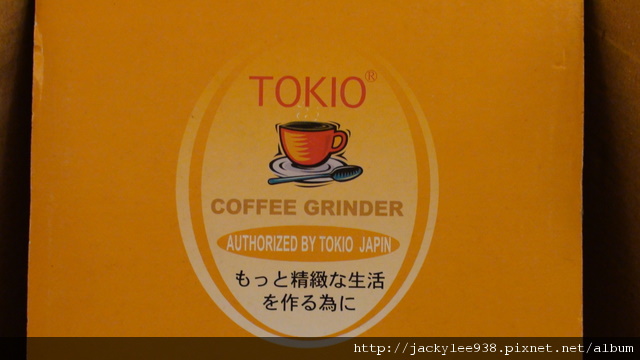 TOKIO®
COFFEE GRINDER
AUTHORIZED BY TOKIO JAPIN
もっと精緻な生活
を作る為に
http://jackylee938.pixnet.net/album